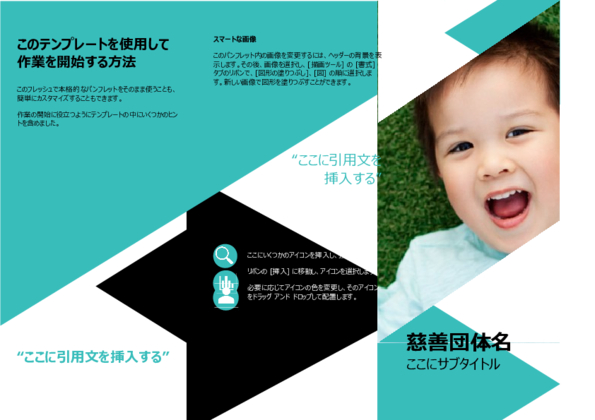 このテンプレートを使用して
作業を開始する方法
このフレッシュで本格的なパンフレットをそのまま使うことも、
簡単にカスタマイズすることもできます。
作業の開始に役立つようにテンプレートの中にいくつかのヒン
トを含めました。
“ここに引用文を挿入する”
スマートな画像
このパンフレット内の画像を変更するには、ヘッダーの背景を表
示します。その後、画像を選択し、[描画ツール] の [書式]
タブのリボンで、[図形の塗りつぶし]、[図] の順に選択しま
す。新しい画像で図形を塗りつぶすことができます。
“ここに引用文を
挿入する”
ここにいくつかのアイコンを挿入し、
リボンの [挿入] に移動し、アイコンを選択しま
必要に応じてアイコンの色を変更し、そのアイコン
をドラッグ アンド ドロップして配置します。
慈善団体名
ここにサブタイトル